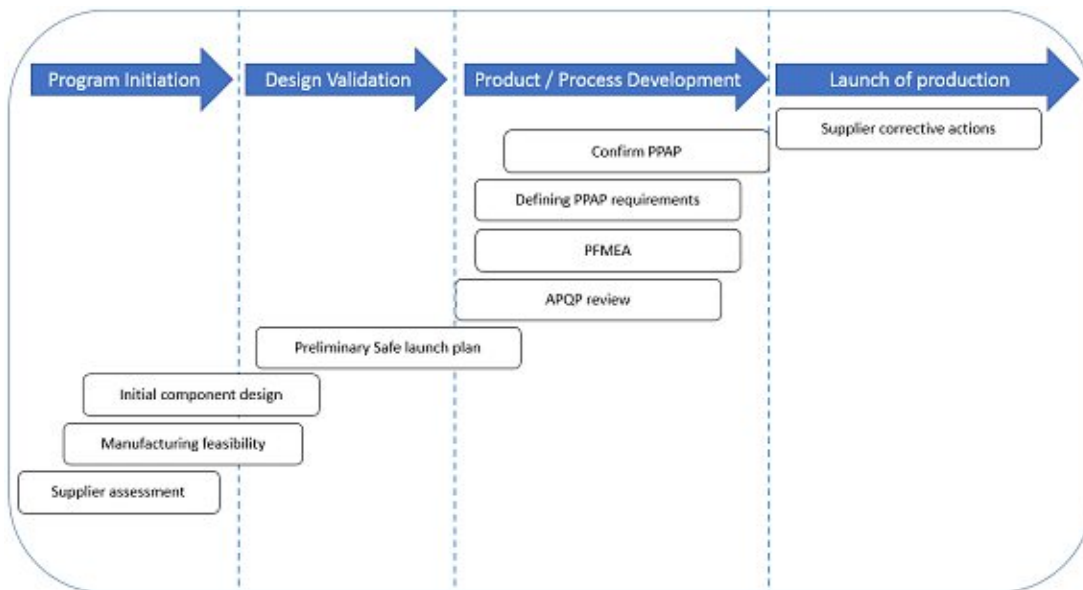 Program Initiation
Design Validation
Product / Process Development
Launch of production
Supplier corrective actions
Confirm PPAP
Defining PPAP requirements
PFMEA
APQP review
Preliminary Safe launch plan
Initial component design
Manufacturing feasibility
Supplier assessment